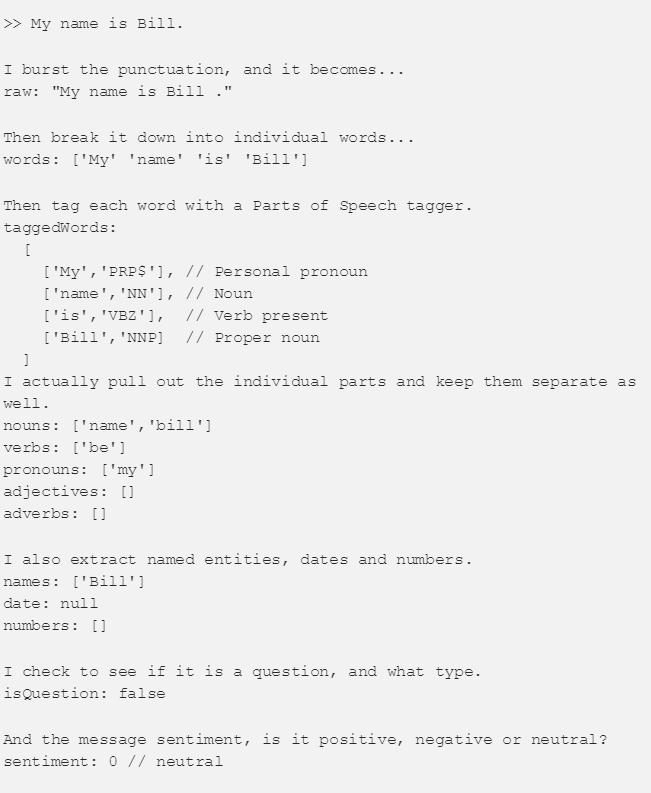 >> My name is Bill.
I burst the punctuation, and it becomes...
raw: "My name is Bill ."
Then break it down into individual words...
words: ['My' 'name' 'is' 'Bill']
Then tag each word with a Parts of Speech tagger.
taggedWords:
[
['My','PRP$'], // Personal pronoun
['name','NN'], // Noun
['is','VBZ'],  // Verb present
['Bill','NNP]  // Proper noun
]
I actually pull out the individual parts and keep them separate as
well.
nouns: ['name','bill']
verbs: ['be']
pronouns: ['my']
adjectives: []
adverbs: []
I also extract named entities, dates and numbers.
names: ['Bill']
date: null
numbers: []
I check to see if it is a question, and what type.
isQuestion: false
And the message sentiment, is it positive, negative or neutral?
sentiment: 0 // neutral